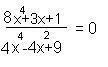 8x⁴+3x+1
4x⁴-4x²+9 = 0